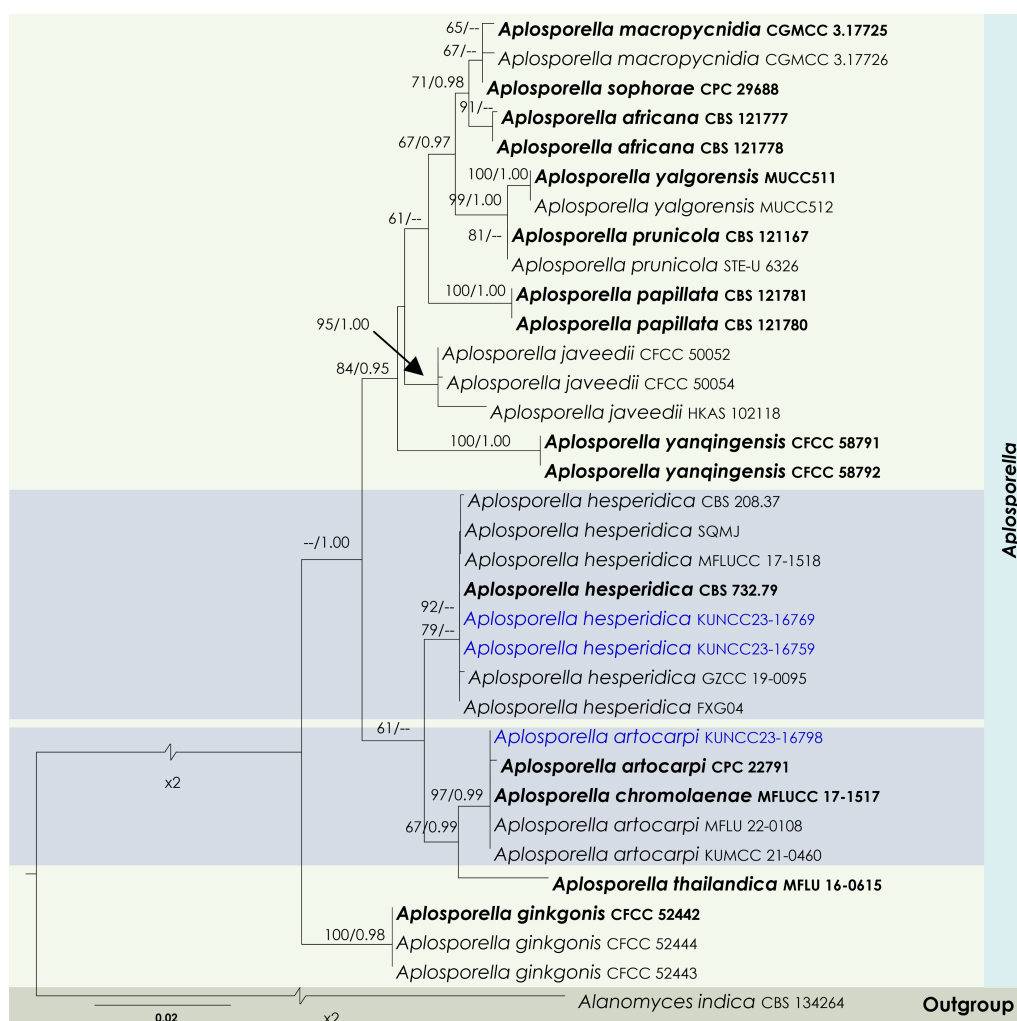 65/--
Aplosporella macropycnidia CGMCC 3.17725
67/--
Aplosporella macropycnidia CGMCC 3.17726
71/0.98
Aplosporella sophorae CPC 29688
91/--
Aplosporella africana CBS 121777
67/0.97
Aplosporella africana CBS 121778
100/1.00
Aplosporella yalgorensis MUCC511
99/1.00
Aplosporella yalgorensis MUCC512
61/--
81/--
Aplosporella prunicola CBS 121167
Aplosporella prunicola STE-U 6326
100/1.00
Aplosporella papillata CBS 121781
Aplosporella papillata CBS 121780
95/1.00
Aplosporella javeedii CFCC 50052
84/0.95
Aplosporella javeedii CFCC 50054
Aplosporella javeedii HKAS 102118
100/1.00
Aplosporella yanqingensis CFCC 58791
Aplosporella yanqingensis CFCC 58792
Aplosporella
Aplosporella hesperidica CBS 208.37
Aplosporella hesperidica SQMJ
--/1.00
Aplosporella hesperidica MFLUCC 17-1518
Aplosporella hesperidica CBS 732.79
92/--
Aplosporella hesperidica KUNCC23-16769
79/--
Aplosporella hesperidica KUNCC23-16759
Aplosporella hesperidica GZCC 19-0095
Aplosporella hesperidica FXG04
61/--
Aplosporella artocarpi KUNCC23-16798
Aplosporella artocarpi CPC 22791
x2
97/0.99
Aplosporella chromolaenae MFLUCC 17-1517
67/0.99
Aplosporella artocarpi MFLU 22-0108
Aplosporella artocarpi KUMCC 21-0460
Aplosporella thailandica MFLU 16-0615
Aplosporella ginkgonis CFCC 52442
100/0.98
Aplosporella ginkgonis CFCC 52444
Aplosporella ginkgonis CFCC 52443
Alanomyces indica CBS 134264
Outgroup
0.02
x2